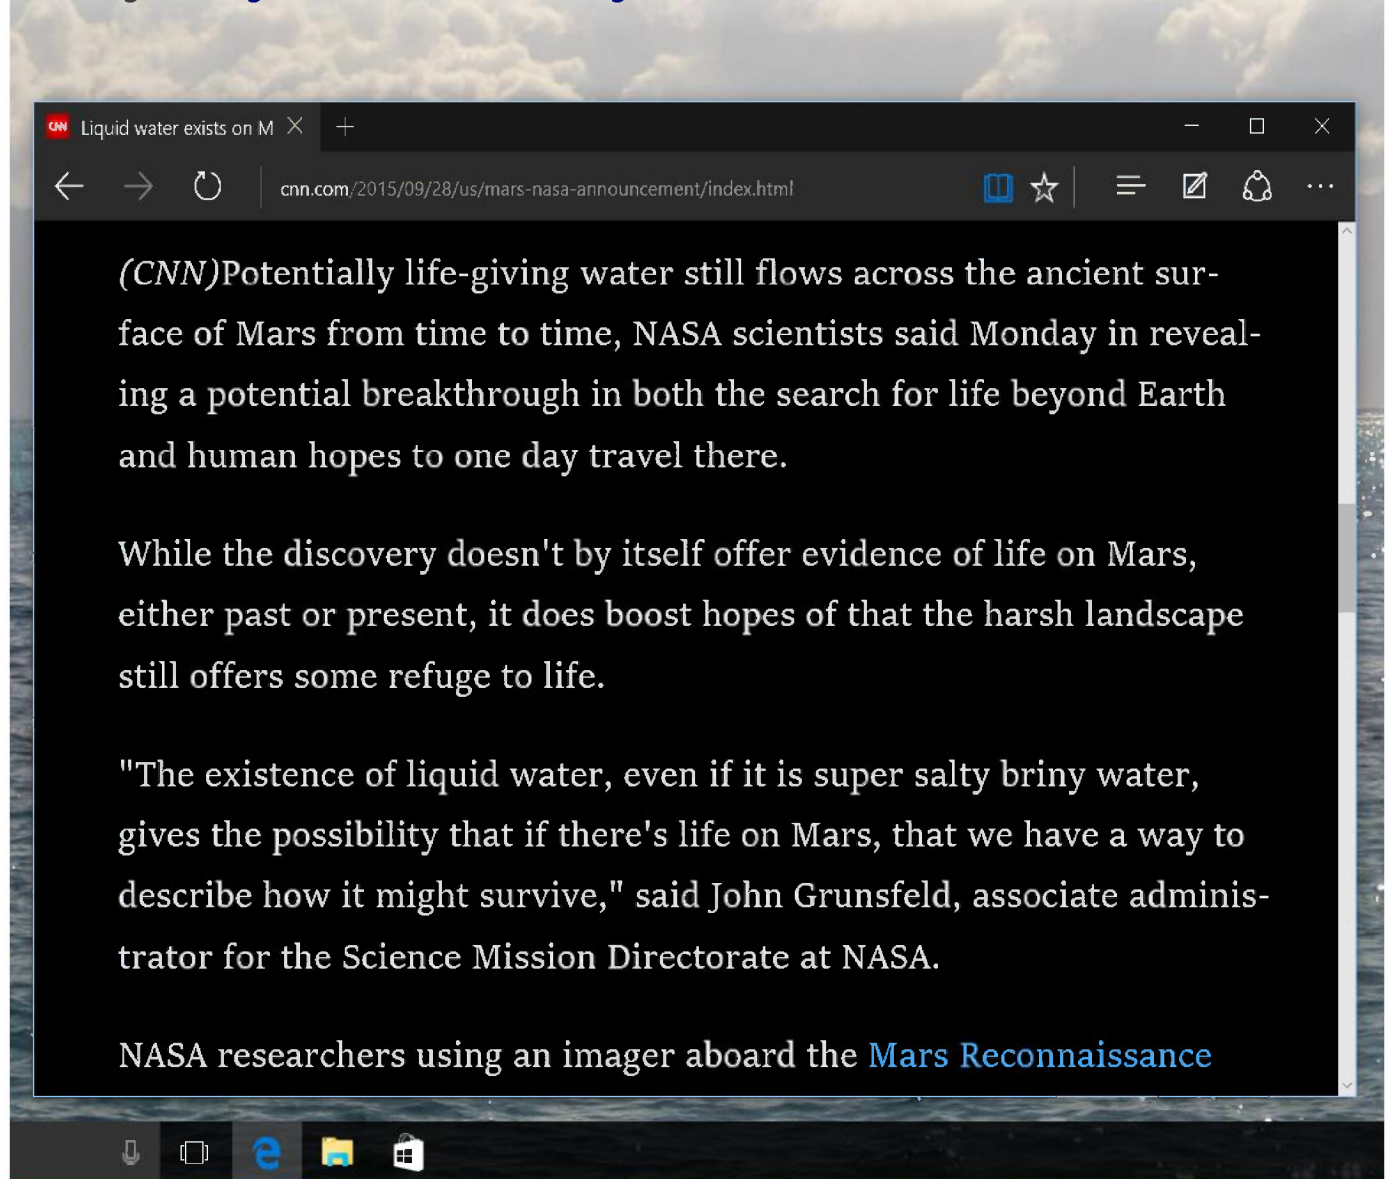 CNN Liquid water exists on M
cnn.com/2015/09/28/us/mars-nasa-announcement/index.html
(CNN)Potentially life-giving water still flows across the ancient sur-
face of Mars from time to time, NASA scientists said Monday in reveal-
ing a potential breakthrough in both the search for life beyond Earth
and human hopes to one day travel there.
While the discovery doesn't by itself offer evidence of life on Mars,
either past or present, it does boost hopes of that the harsh landscape
still offers some refuge to life.
"The existence of liquid water, even if it is super salty briny water,
gives the possibility that if there's life on Mars, that we have a way to
describe how it might survive," said John Grunsfeld, associate adminis-
trator for the Science Mission Directorate at NASA.
NASA researchers using an imager aboard the Mars Reconnaissance